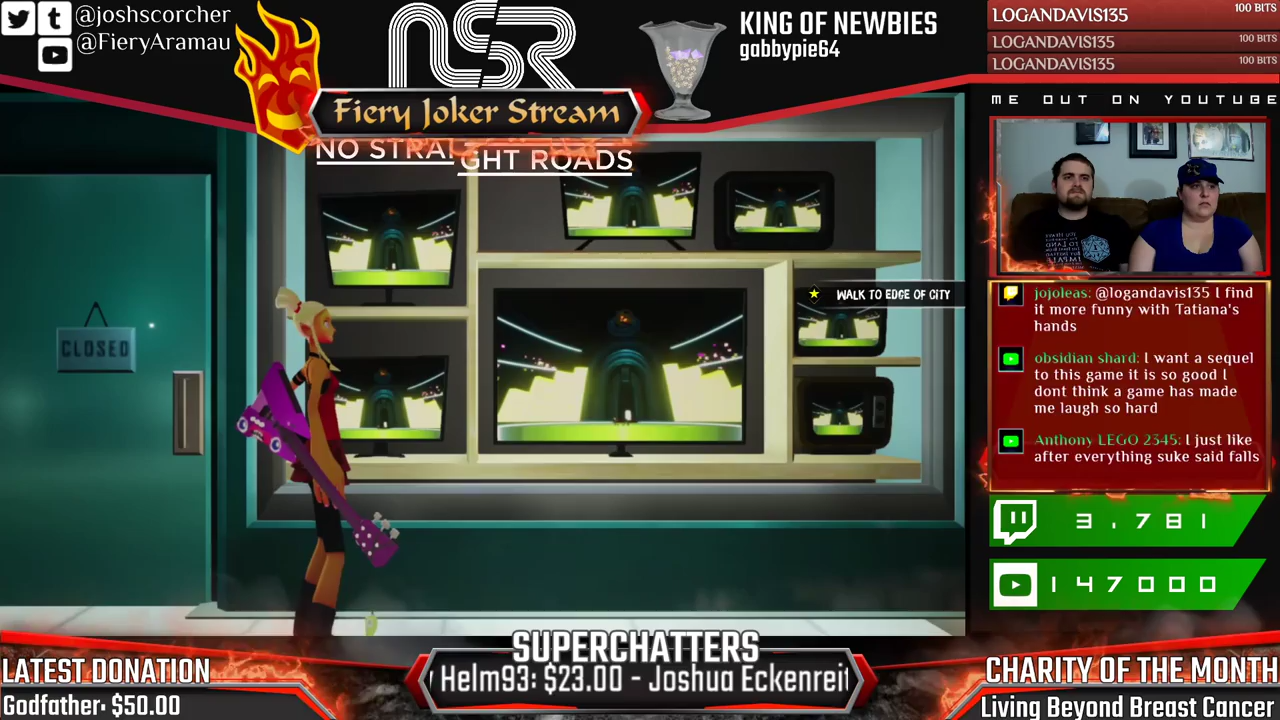 @joshscorcher
@FieryAramau
NSR
Fiery Joker Stream
NO STRAIGHT ROADS
KING OF NEWBIES
gabbypie64
LOGANDAVIS135 100 BITS
LOGANDAVIS135 100 BITS
LOGANDAVIS135 100 BITS
ME OUT ON YOUTUBE
CLOSED
WALK TO EDGE OF CITY
jojoleas: @logandavis135 I find
it more funny with Tatiana's
hands
obsidian shard: I want a sequel
to this game it is so good I
dont think a game has made
me laugh so hard
Anthony LEGO 2345: I just like
after everything suke said falls
3,781
147000
SUPERCHATTERS
Helm93: $23.00 - Joshua Eckenreit
LATEST DONATION
Godfather: $50.00
CHARITY OF THE MONTH
Living Beyond Breast Cancer